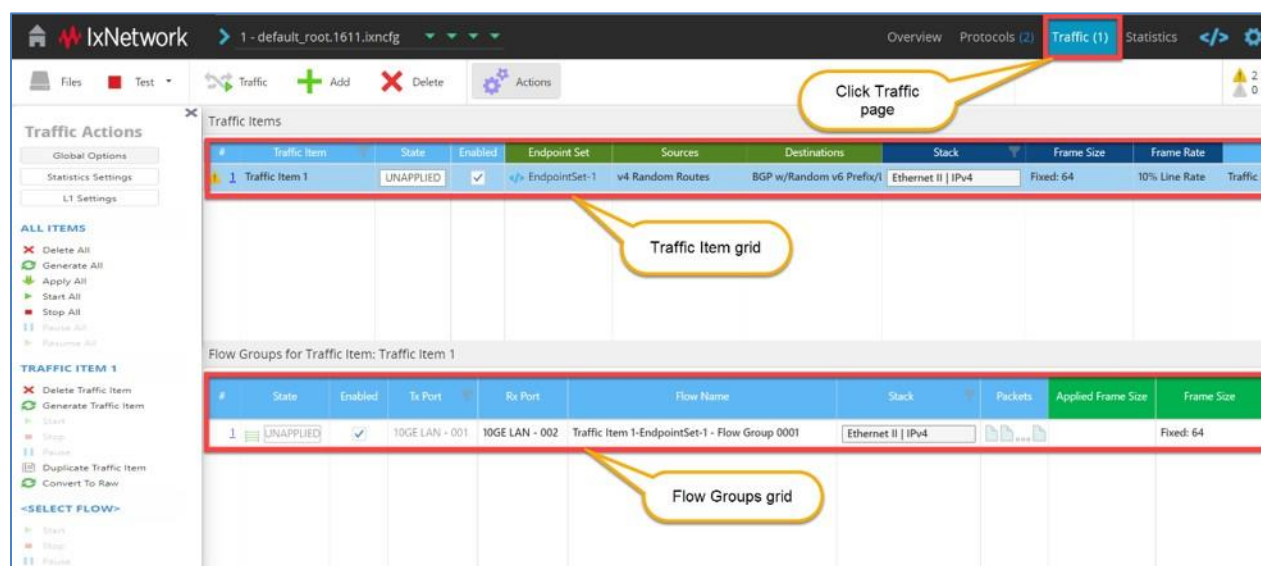 IxNetwork
1 - default_root.1611.ixncfg
Overview Protocols (2) Traffic (1) Statistics </>
Files Test Traffic Add Delete Actions
2
0
Click Traffic
page
Traffic Actions
Global Options
Statistics Settings
L1 Settings
ALL ITEMS
Delete All
Generate All
Apply All
Start All
Stop All
Pause All
Resume All
TRAFFIC ITEM 1
Delete Traffic Item
Generate Traffic Item
Start
Stop
Pause
Duplicate Traffic Item
Convert To Raw
<SELECT FLOW>
Start
Stop
Pause
Traffic Items
# Traffic Item State Enabled Endpoint Set Sources Destinations Stack Frame Size Frame Rate
1 Traffic Item 1 UNAPPLIED </> EndpointSet-1 v4 Random Routes BGP w/Random v6 Prefix/L Ethernet II | IPv4 Fixed: 64 10% Line Rate Traffic
Traffic Item grid
Flow Groups for Traffic Item: Traffic Item 1
# State Enabled Tx Port Rx Port Flow Name Stack Packets Applied Frame Size Frame Size
1 UNAPPLIED 10GE LAN - 001 10GE LAN - 002 Traffic Item 1-EndpointSet-1 - Flow Group 0001 Ethernet II | IPv4 ... Fixed: 64
Flow Groups grid